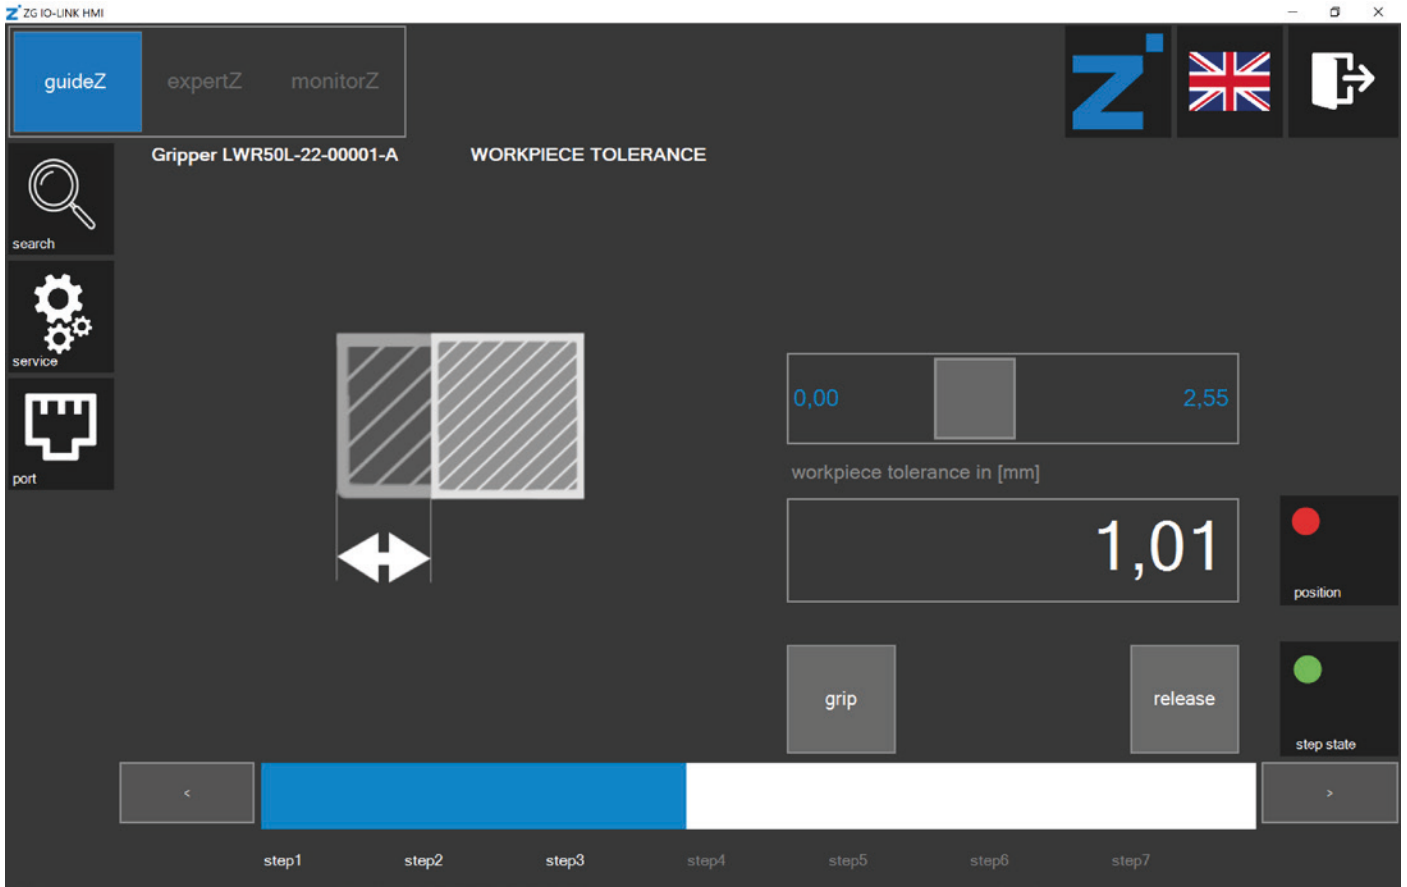 ZG IO-LINK HMI
guideZ expertZ monitorZ
Gripper LWR50L-22-00001-A WORKPIECE TOLERANCE
search
service
port
0,00 2,55
workpiece tolerance in [mm]
1,01
position
grip release
step state
< >
step1 step2 step3 step4 step5 step6 step7